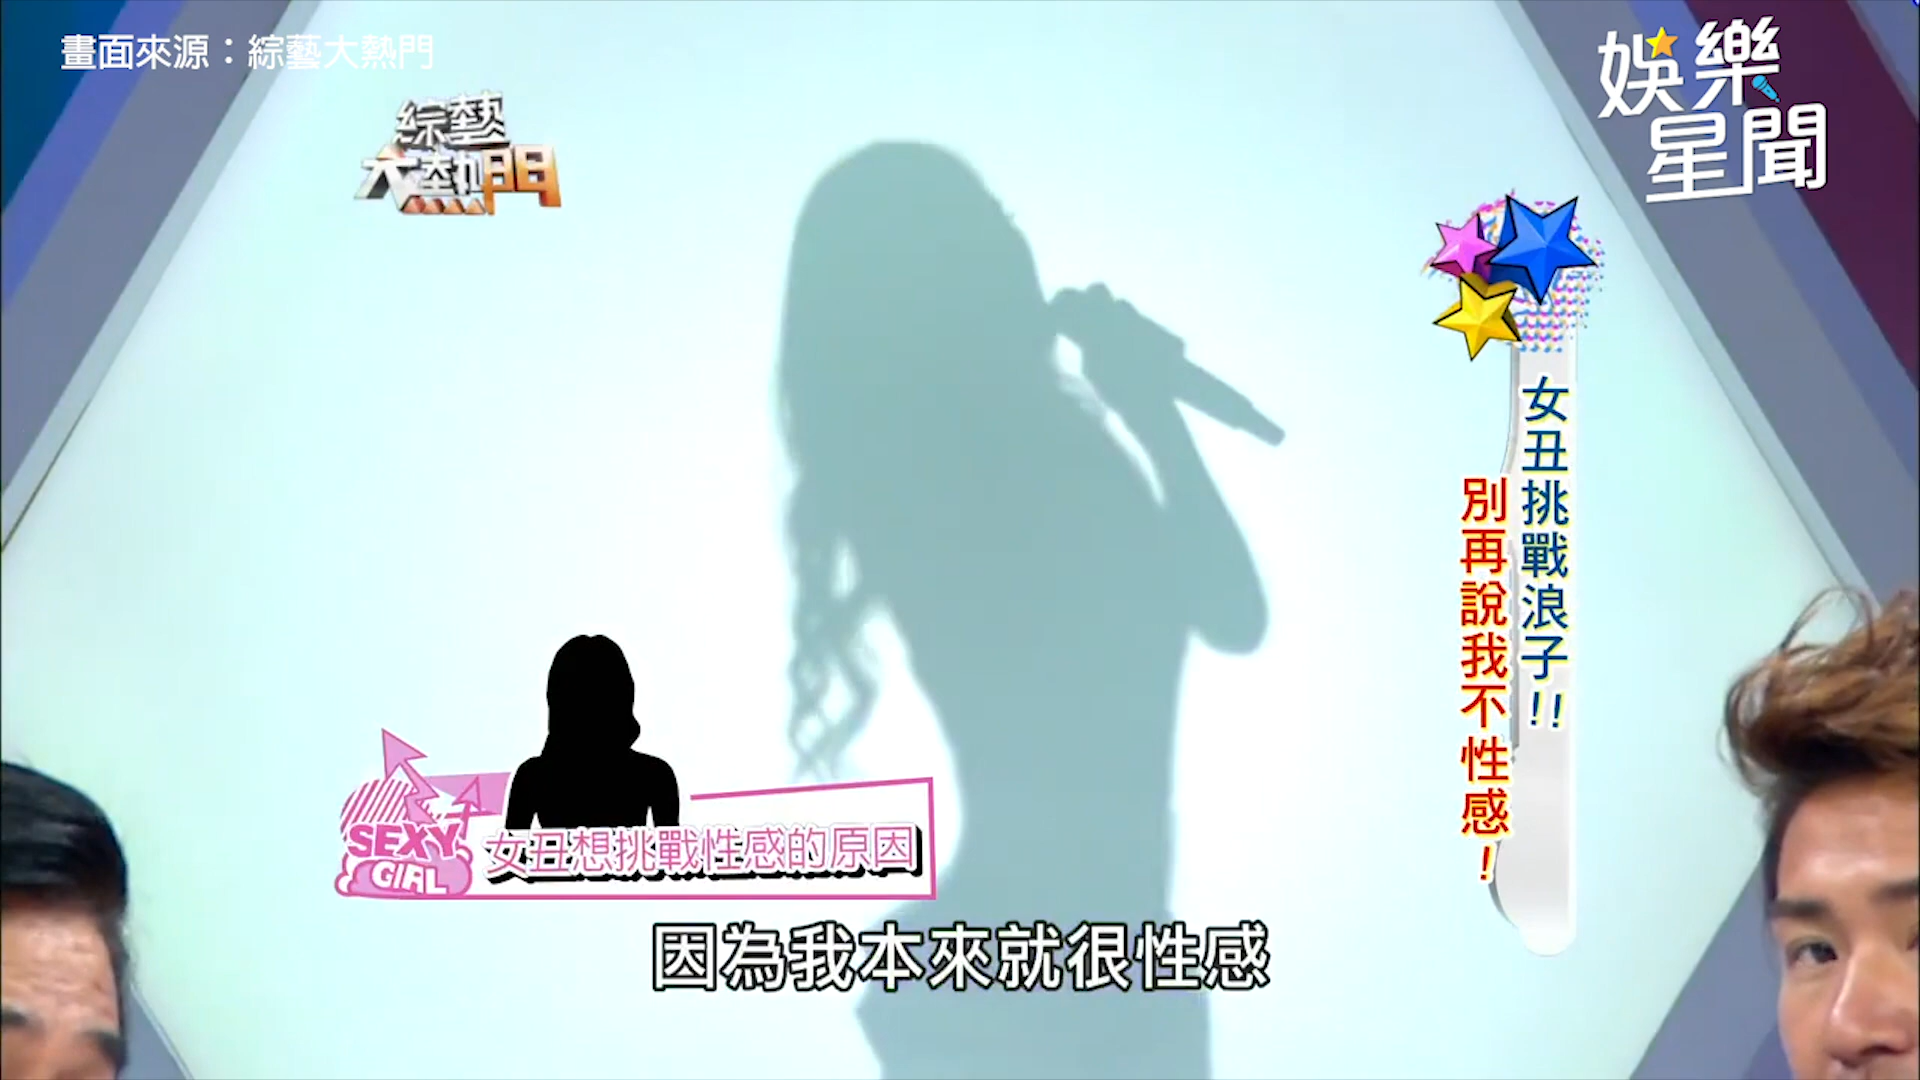 畫面來源：綜藝大熱門
娛樂
星聞
綜藝
大熱門
女丑挑戰浪子!!
別再說我不性感!
SEXY
GIRL
女丑想挑戰性感的原因
因為我本來就很性感